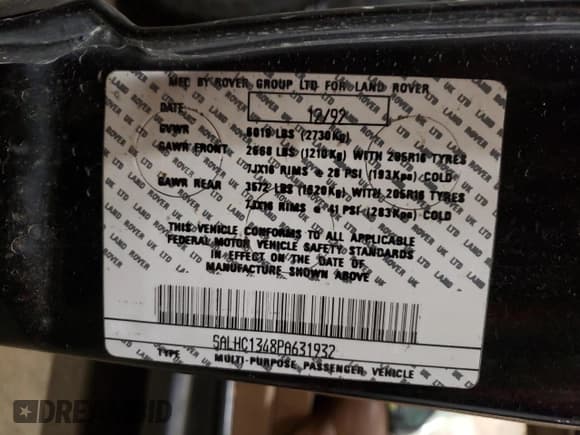 MFC BY ROVER GROUP LTD FOR LAND ROVER
DATE 12/92
GVWR 6019 LBS (2730Kg)
GAWR FRONT 2668 LBS (1210Kg) WITH 205R16 TYRES
7JX16 RIMS @ 28 PSI (193Kpa) COLD
GAWR REAR 3572 LBS (1620Kg) WITH 205R16 TYRES
7JX16 RIMS @ 41 PSI (283Kpa) COLD
THIS VEHICLE CONFORMS TO ALL APPLICABLE
FEDERAL MOTOR VEHICLE SAFETY STANDARDS
IN EFFECT ON THE DATE OF
MANUFACTURE SHOWN ABOVE
SALHC1348PA631932
TYPE MULTI-PURPOSE PASSENGER VEHICLE
DREAMBID